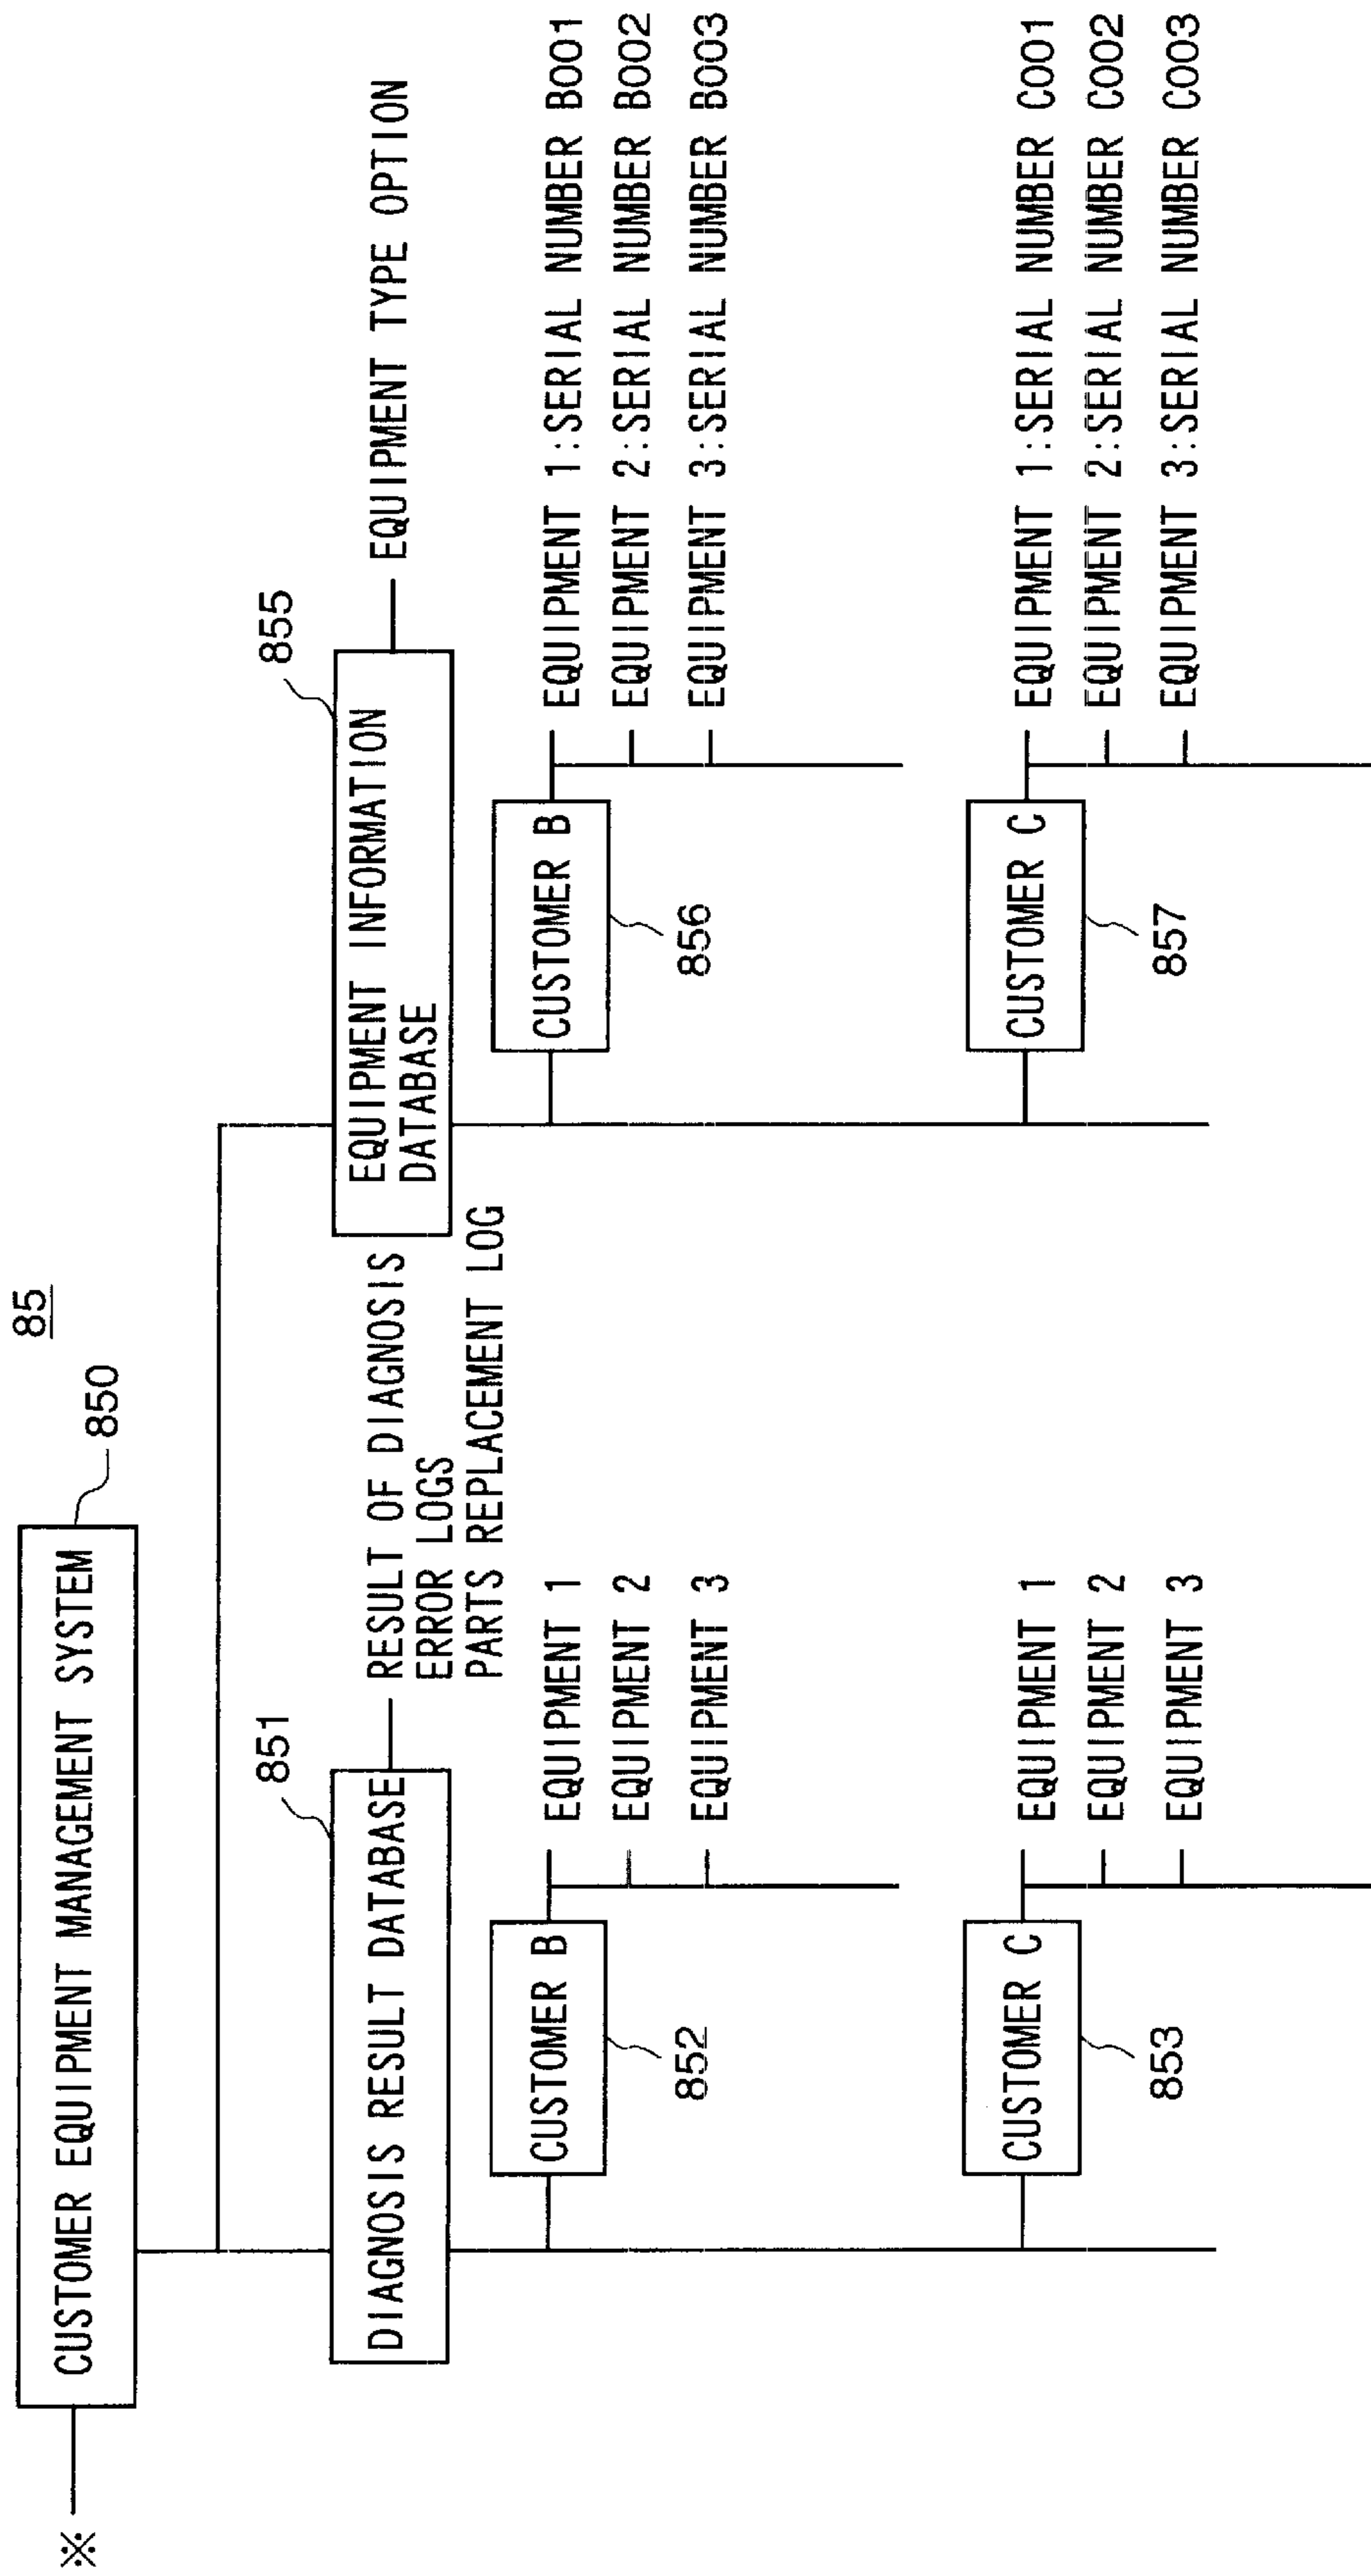 85
※
CUSTOMER EQUIPMENT MANAGEMENT SYSTEM
850
851
DIAGNOSIS RESULT DATABASE
RESULT OF DIAGNOSIS
ERROR LOGS
PARTS REPLACEMENT LOG
CUSTOMER B
852
EQUIPMENT 1
EQUIPMENT 2
EQUIPMENT 3
CUSTOMER C
853
EQUIPMENT 1
EQUIPMENT 2
EQUIPMENT 3
855
EQUIPMENT INFORMATION
DATABASE
EQUIPMENT TYPE OPTION
CUSTOMER B
856
EQUIPMENT 1:SERIAL NUMBER B001
EQUIPMENT 2:SERIAL NUMBER B002
EQUIPMENT 3:SERIAL NUMBER B003
CUSTOMER C
857
EQUIPMENT 1:SERIAL NUMBER C001
EQUIPMENT 2:SERIAL NUMBER C002
EQUIPMENT 3:SERIAL NUMBER C003